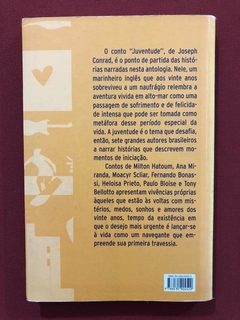 O conto "Juventude", de Joseph
Conrad, é o ponto de partida das histó-
rias narradas nesta antologia. Nele, um
marinheiro inglês que aos vinte anos
sobreviveu a um naufrágio relembra a
aventura vivida em alto-mar como uma
passagem de sofrimento e de felicida-
de intensa que pode ser tomada como
metáfora desse período especial da
vida. A juventude é o tema que desafia,
então, sete grandes autores brasileiros
a narrar histórias que descrevem mo-
mentos de iniciação.
Contos de Milton Hatoum, Ana Mi-
randa, Moacyr Scliar, Fernando Bonas-
si, Heloisa Prieto, Paulo Bloise e Tony
Bellotto apresentam vivências próprias
àqueles que estão às voltas com mis-
térios, medos, sonhos e amores dos
vinte anos, tempo da existência em
que o desejo mais urgente é lançar-se
à vida como um navegante que em-
preende sua primeira travessia.